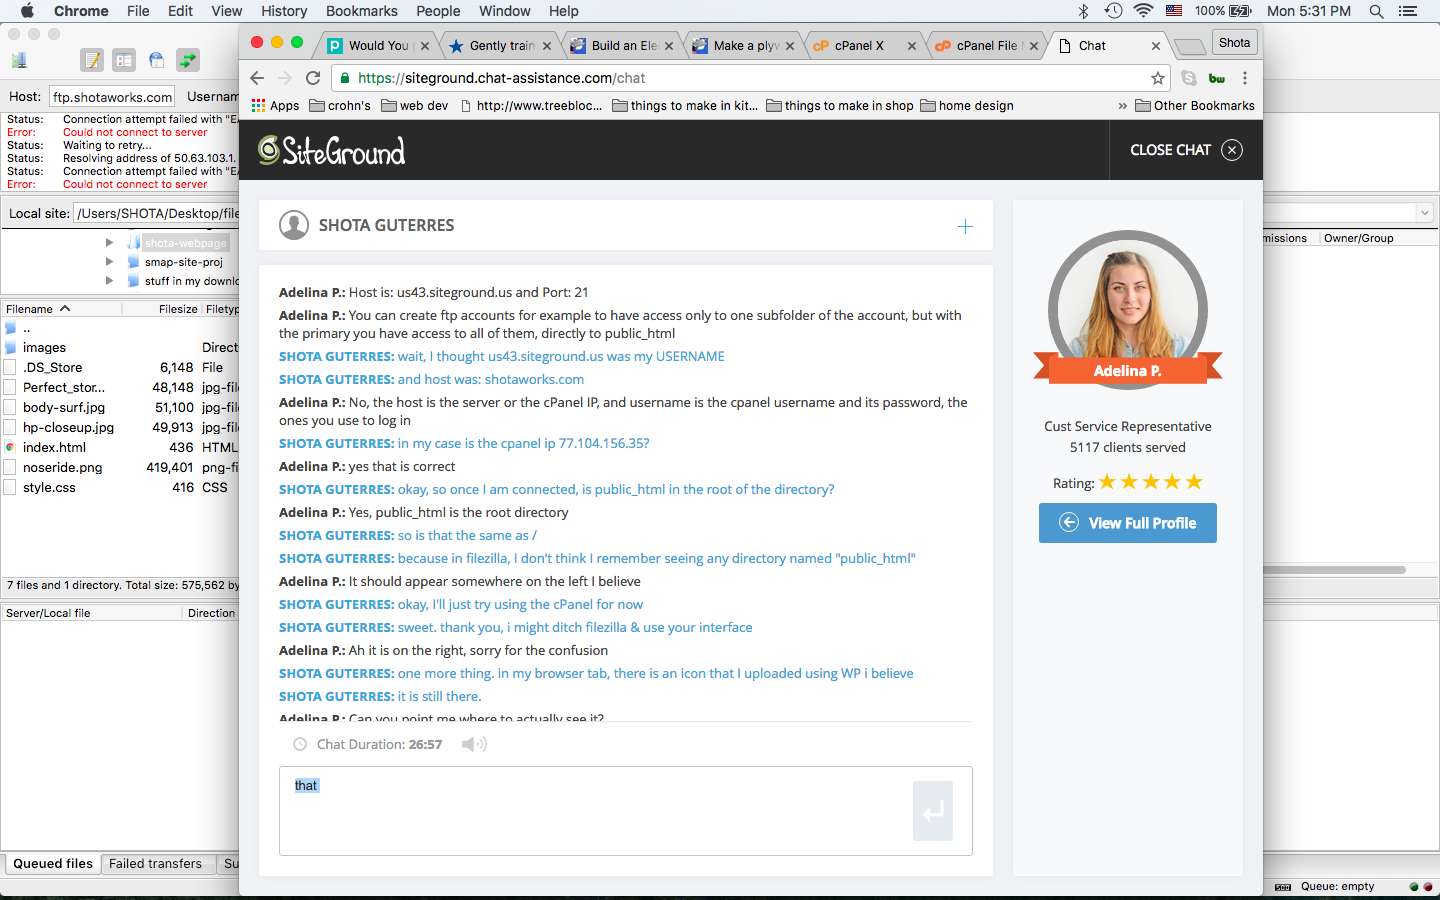 Chrome File Edit View History Bookmarks People Window Help 100% Mon 5:31 PM
Would You Gently train Build an Ele Make a plyw cPanel X cPanel File Chat Shota
https://siteground.chat-assistance.com/chat
Apps crohn's web dev http://www.treebloc... things to make in kit... things to make in shop home design » Other Bookmarks
Host: ftp.shotaworks.com Usernam
Status: Connection attempt failed with "E
Error: Could not connect to server
Status: Waiting to retry...
Status: Resolving address of 50.63.103.1.
Status: Connection attempt failed with "E
Error: Could not connect to server
Local site: /Users/SHOTA/Desktop/file
shota-webpage
smap-site-proj
stuff in my downlo
Filename Filesize Filetyp
..
images Direct
.DS_Store 6,148 File
Perfect_stor... 48,148 jpg-fil
body-surf.jpg 51,100 jpg-fil
hp-closeup.jpg 49,913 jpg-fil
index.html 436 HTML
noseride.png 419,401 png-fi
style.css 416 CSS
7 files and 1 directory. Total size: 575,562 by
Server/Local file Direction
Queued files Failed transfers Su
SiteGround
CLOSE CHAT
SHOTA GUTERRES
Adelina P.: Host is: us43.siteground.us and Port: 21
Adelina P.: You can create ftp accounts for example to have access only to one subfolder of the account, but with
the primary you have access to all of them, directly to public_html
SHOTA GUTERRES: wait, I thought us43.siteground.us was my USERNAME
SHOTA GUTERRES: and host was: shotaworks.com
Adelina P.: No, the host is the server or the cPanel IP, and username is the cpanel username and its password, the
ones you use to log in
SHOTA GUTERRES: in my case is the cpanel ip 77.104.156.35?
Adelina P.: yes that is correct
SHOTA GUTERRES: okay, so once I am connected, is public_html in the root of the directory?
Adelina P.: Yes, public_html is the root directory
SHOTA GUTERRES: so is that the same as /
SHOTA GUTERRES: because in filezilla, I don't think I remember seeing any directory named "public_html"
Adelina P.: It should appear somewhere on the left I believe
SHOTA GUTERRES: okay, I'll just try using the cPanel for now
SHOTA GUTERRES: sweet. thank you, i might ditch filezilla & use your interface
Adelina P.: Ah it is on the right, sorry for the confusion
SHOTA GUTERRES: one more thing. in my browser tab, there is an icon that I uploaded using WP i believe
SHOTA GUTERRES: it is still there.
Adelina P.: Can you point me where to actually see it?
Chat Duration: 26:57
that
Adelina P.
Cust Service Representative
5117 clients served
Rating:
View Full Profile
missions Owner/Group
Queue: empty